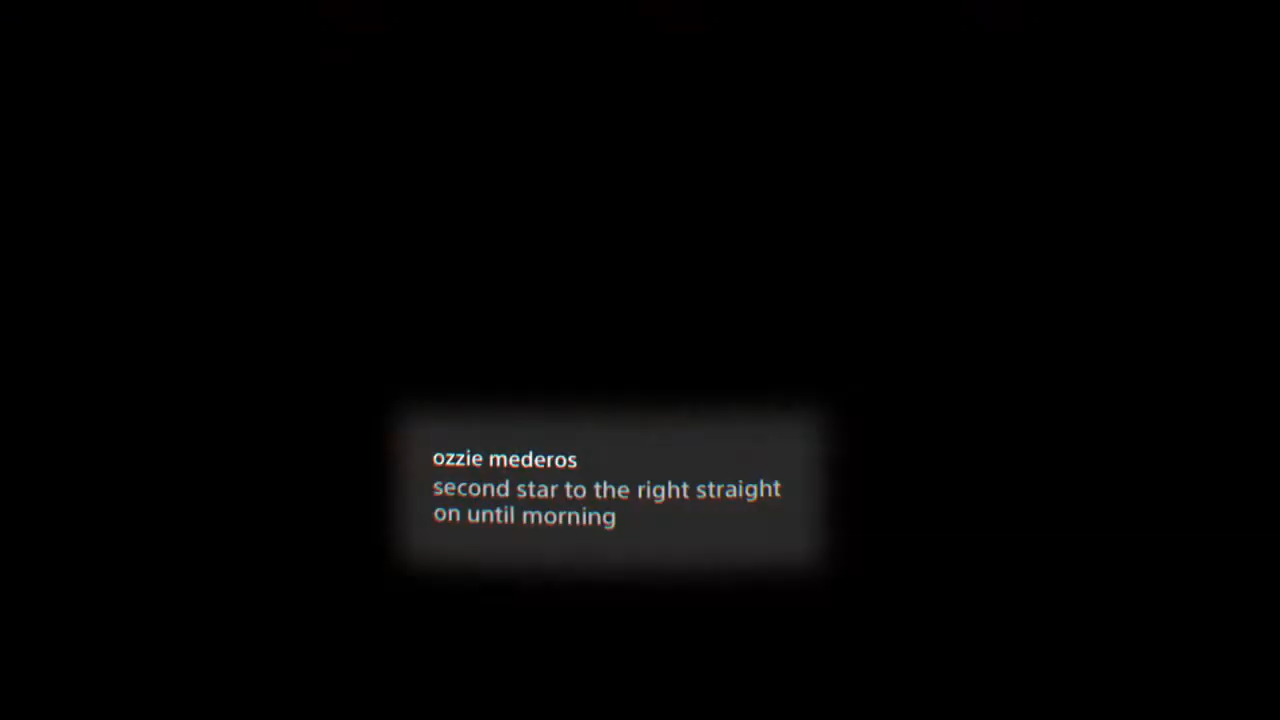 ozzie mederos
second star to the right straight
on until morning